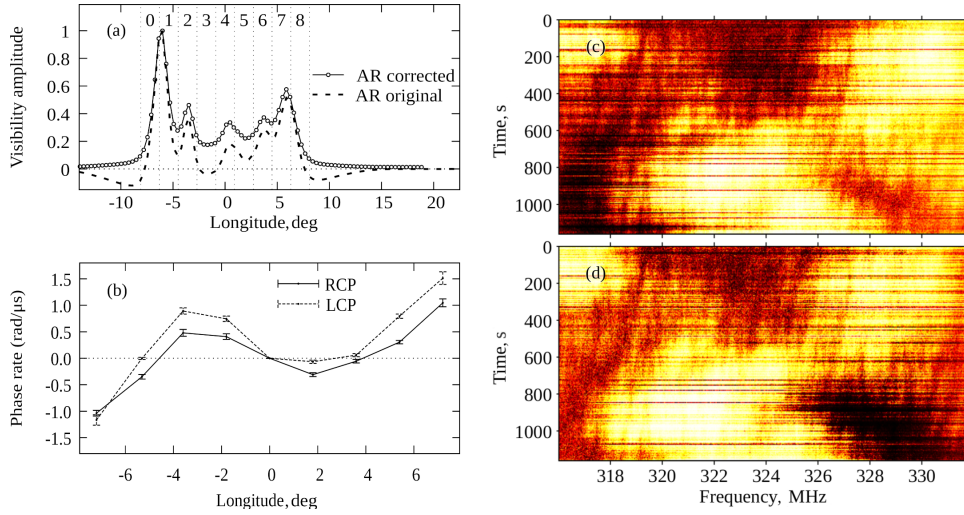 (a)
0 1 2 3 4 5 6 7 8
1
0.8
0.6
0.4
0.2
0
Visibility amplitude
AR corrected
AR original
-10 -5 0 5 10 15 20
Longitude, deg
(b)
RCP
LCP
1.5
1.0
0.5
0.0
-0.5
-1.0
-1.5
Phase rate (rad/μs)
-6 -4 -2 0 2 4 6
Longitude, deg
(c)
0
200
400
600
800
1000
Time, s
(d)
0
200
400
600
800
1000
Time, s
318 320 322 324 326 328 330
Frequency, MHz